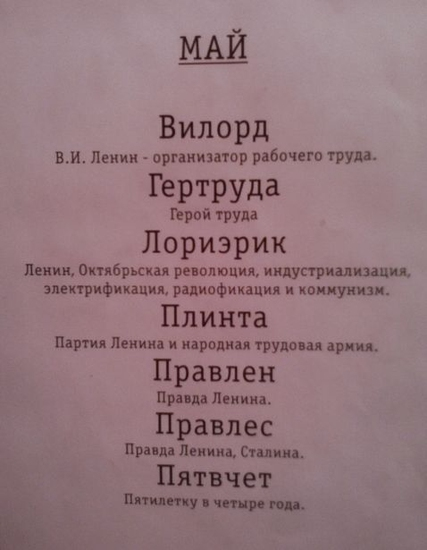 МАЙ
Вилорд
В.И. Ленин - организатор рабочего труда.
Гертруда
Герой труда
Лориэрик
Ленин, Октябрьская революция, индустриализация,
электрификация, радиофикация и коммунизм.
Плинта
Партия Ленина и народная трудовая армия.
Правлен
Правда Ленина.
Правлес
Правда Ленина, Сталина.
Пятвчет
Пятилетку в четыре года.